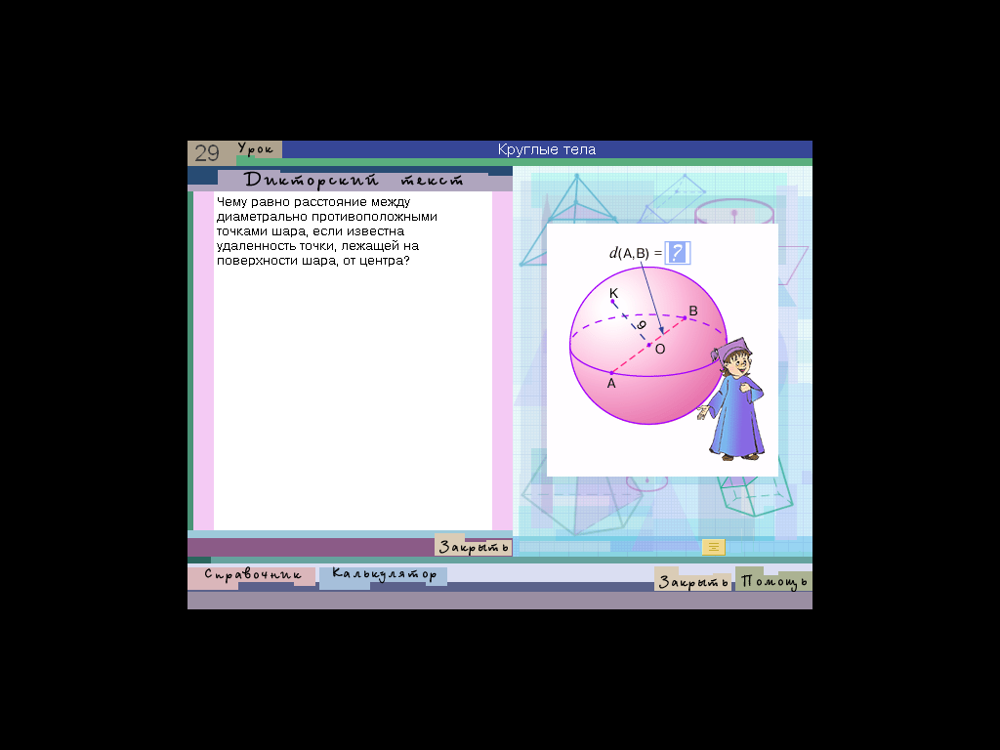 29
Урок
Круглые тела
Дикторский текст
Чему равно расстояние между
диаметрально противоположными
точками шара, если известна
удаленность точки, лежащей на
поверхности шара, от центра?
d(A,B) = ?
K
B
9
O
A
Закрыть
Справочник
Калькулятор
Закрыть
Помощь